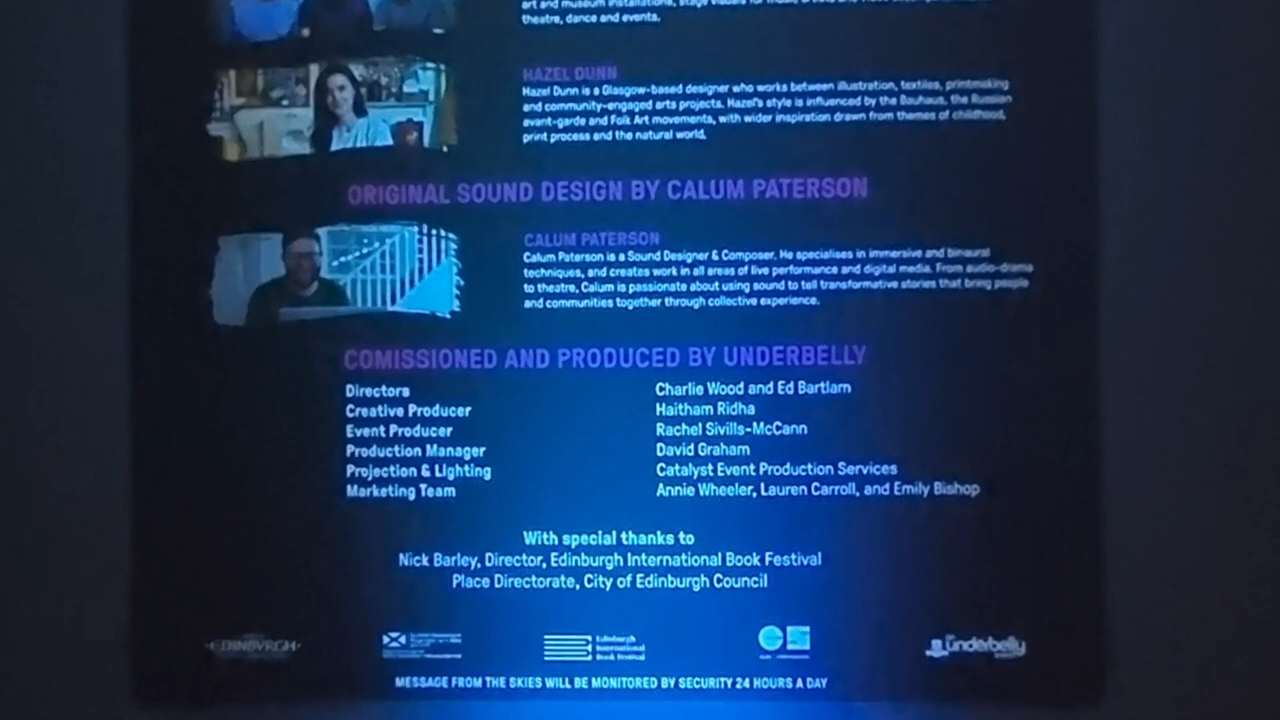 art and museum installations, stage visuals for music
theatre, dance and events.
HAZEL DUNN
Hazel Dunn is a Glasgow-based designer who works between illustration, textiles, printmaking
and community-engaged arts projects. Hazel's style is influenced by the Bauhaus, the Russian
avant-garde and Folk Art movements, with wider inspiration drawn from themes of childhood,
print process and the natural world.
ORIGINAL SOUND DESIGN BY CALUM PATERSON
CALUM PATERSON
Calum Paterson is a Sound Designer & Composer. He specialises in immersive and binaural
techniques, and creates work in all areas of live performance and digital media. From audio-drama
to theatre, Calum is passionate about using sound to tell transformative stories that bring people
and communities together through collective experience.
COMISSIONED AND PRODUCED BY UNDERBELLY
Directors Charlie Wood and Ed Bartlam
Creative Producer Haitham Ridha
Event Producer Rachel Sivills-McCann
Production Manager David Graham
Projection & Lighting Catalyst Event Production Services
Marketing Team Annie Wheeler, Lauren Carroll, and Emily Bishop
With special thanks to
Nick Barley, Director, Edinburgh International Book Festival
Place Directorate, City of Edinburgh Council
EDINBVRGH
Edinburgh
International
Book Festival
underbelly
MESSAGE FROM THE SKIES WILL BE MONITORED BY SECURITY 24 HOURS A DAY